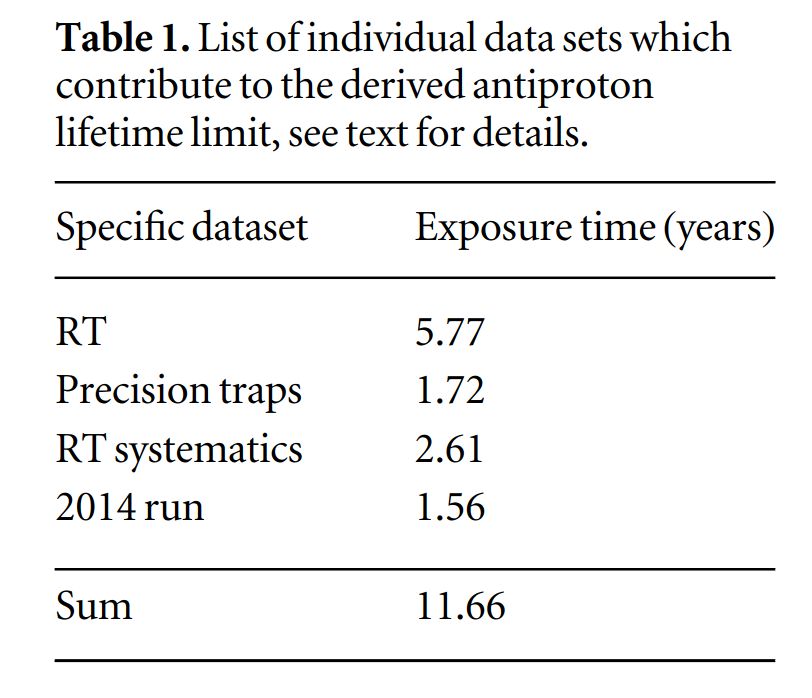 Table 1. List of individual data sets which
contribute to the derived antiproton
lifetime limit, see text for details.
Specific dataset Exposure time (years)
RT 5.77
Precision traps 1.72
RT systematics 2.61
2014 run 1.56
Sum 11.66